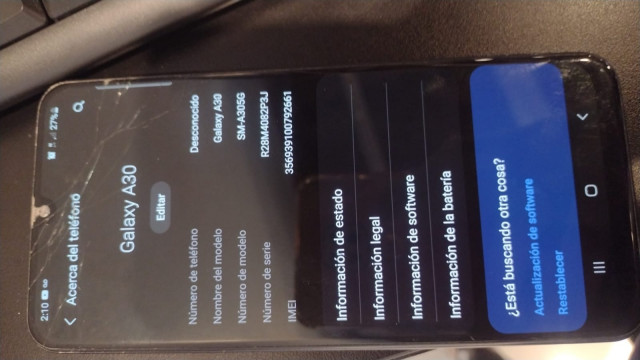 2:10
27%
Acerca del teléfono
Galaxy A30
Editar
Número de teléfono Desconocido
Nombre del modelo Galaxy A30
Número de modelo SM-A305G
Número de serie R28M4082P3J
IMEI 356939100792661
Información de estado
Información legal
Información de software
Información de la batería
¿Está buscando otra cosa?
Actualización de software
Restablecer